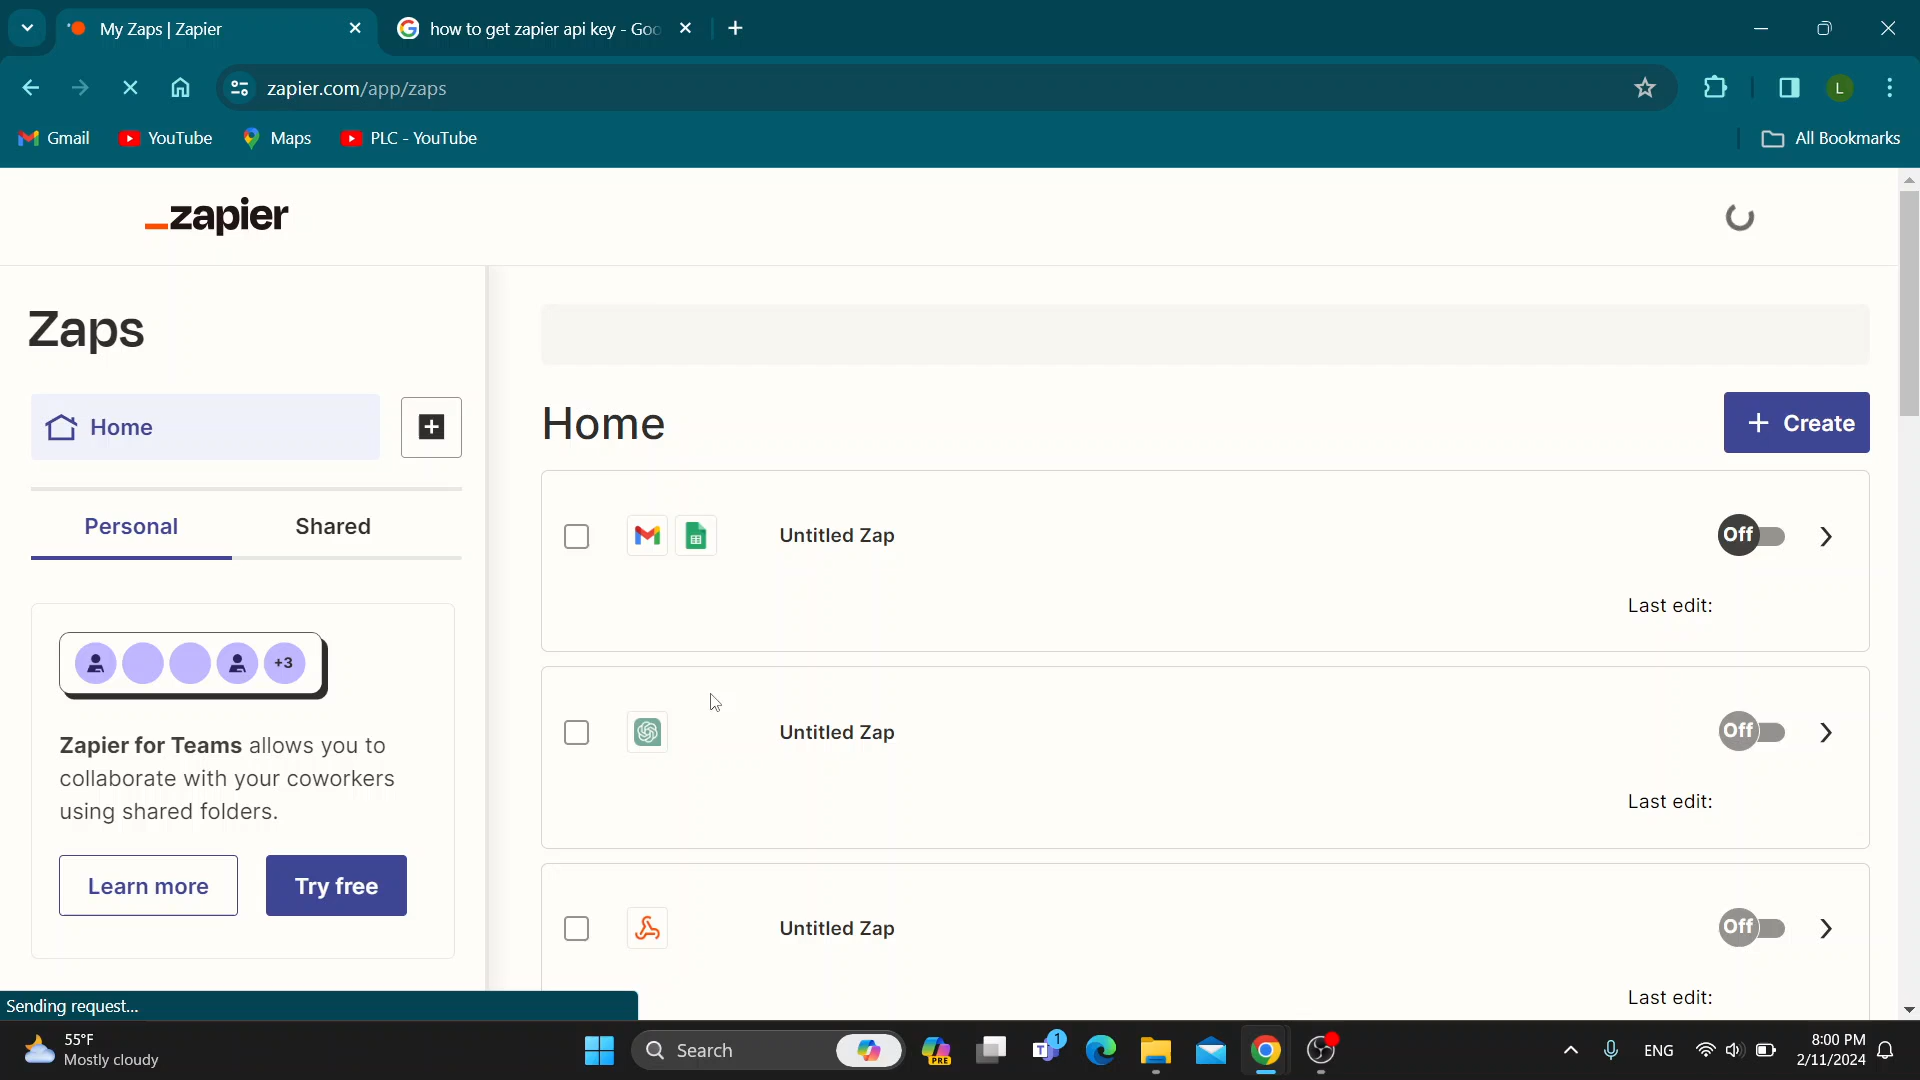 My Zaps | Zapier
how to get zapier api key - Goo
zapier.com/app/zaps
L
Gmail
YouTube
Maps
PLC - YouTube
All Bookmarks
_zapier
Zaps
Home
Personal
Shared
+3
Zapier for Teams allows you to
collaborate with your coworkers
using shared folders.
Learn more
Try free
Home
+ Create
Untitled Zap
Off
Last edit:
Untitled Zap
Off
Last edit:
Untitled Zap
Off
Last edit:
Sending request...
55°F
Mostly cloudy
Search
PRE
1
ENG
8:00 PM
2/11/2024